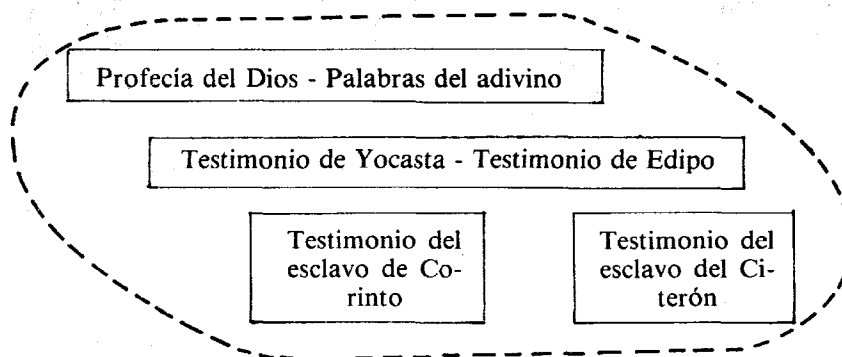 Profecía del Dios - Palabras del adivino
Testimonio de Yocasta - Testimonio de Edipo
Testimonio del
esclavo de Co-
rinto
Testimonio del
esclavo del Ci-
terón